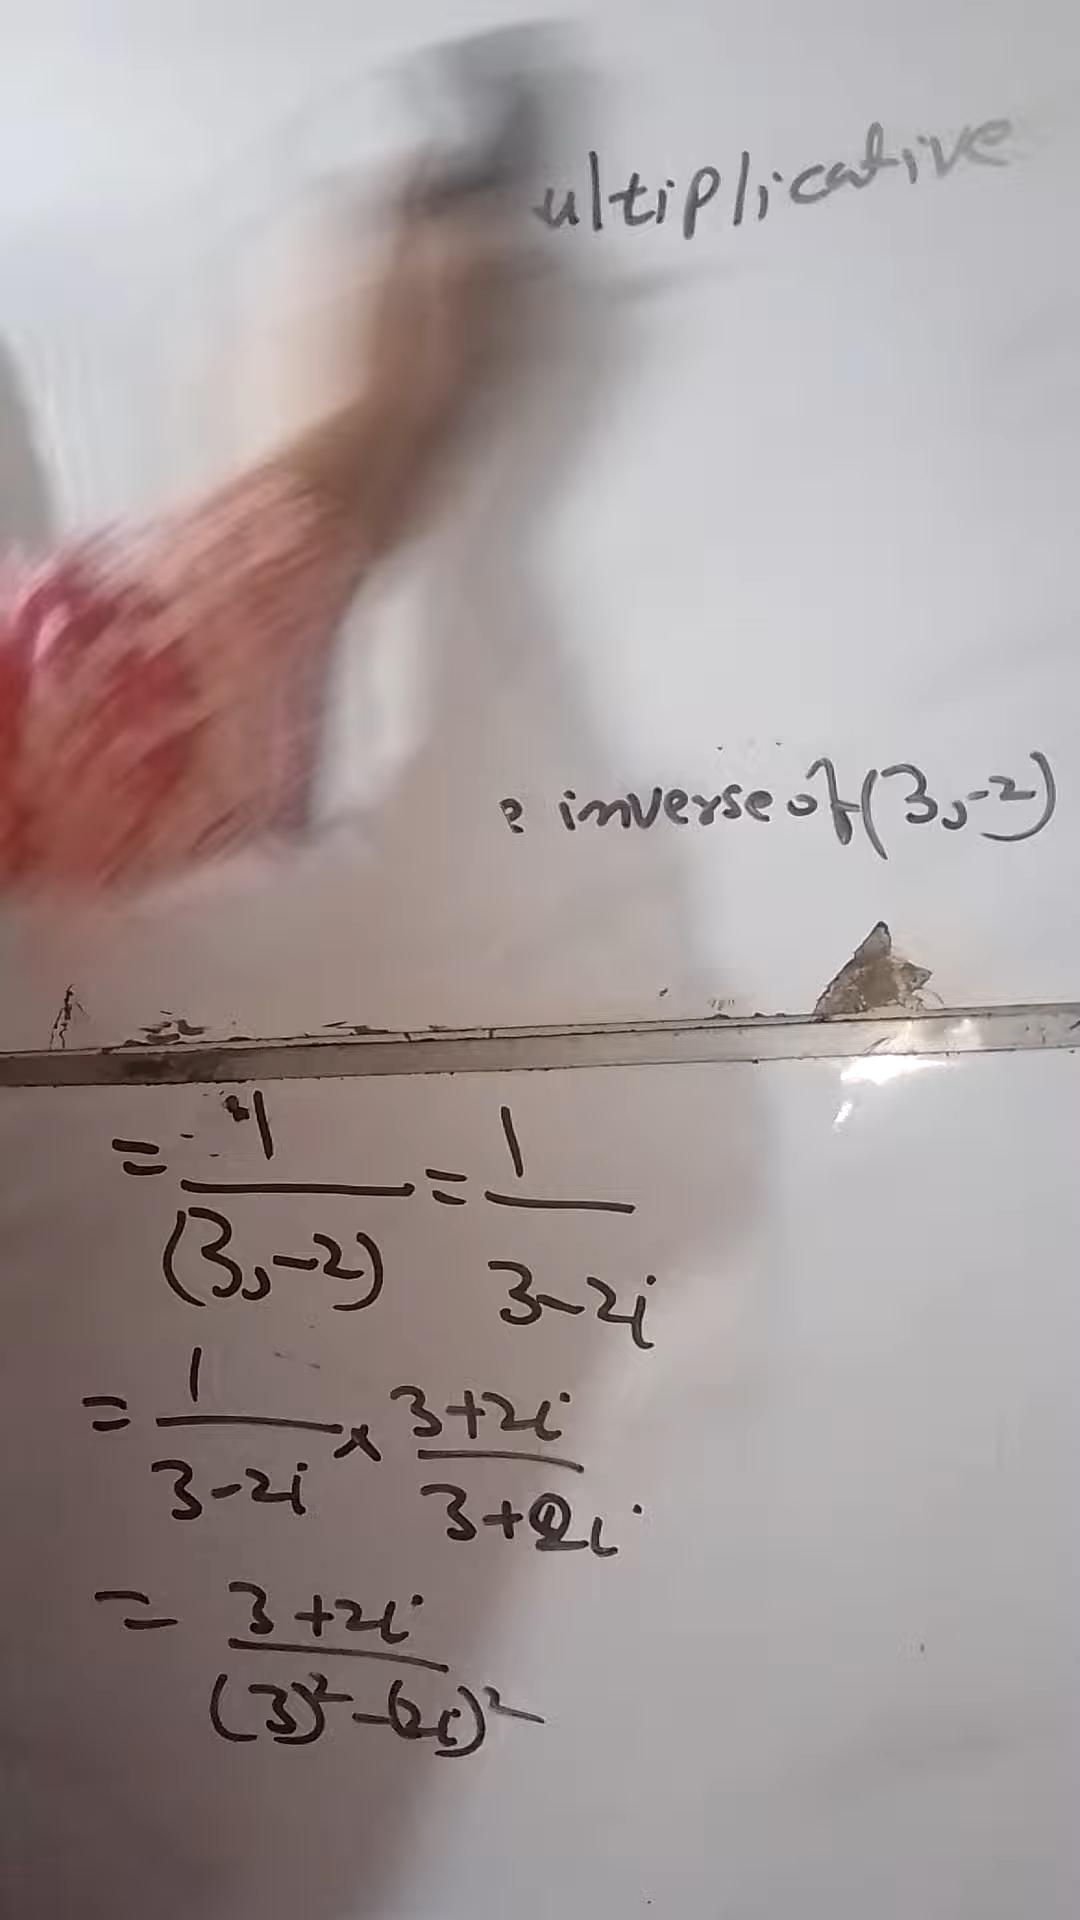 ultiplicative
inverse of (3, -2)
= 1/(3, -2) = 1/3-2i
= 1/3-2i × 3+2i/3+2i
= 3+2i/(3)² - (2i)²